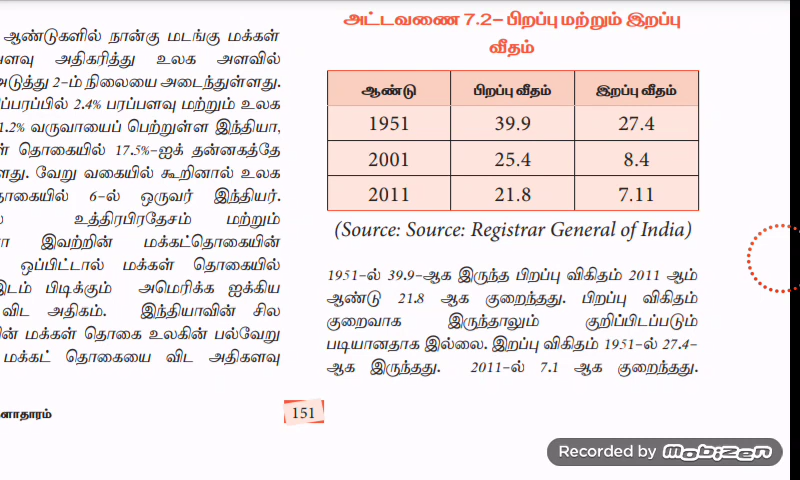 ஆண்டுகளில் நான்கு மடங்கு மக்கள்
அதிகரித்து உலக அளவில்
2-ம் நிலையை அடைந்துள்ளது.
2.4% பரப்பளவு மற்றும் உலக
1.2% வருவாயைப் பெற்றுள்ள இந்தியா,
தொகையில் 17.5%-ஐக் தன்னகத்தே
வேறு வகையில் கூறினால் உலக
6-ல் ஒருவர் இந்தியர்.
உத்திரபிரதேசம் மற்றும்
இவற்றின் மக்கட்தொகையின்
ஒப்பிட்டால் மக்கள் தொகையில்
பிடிக்கும் அமெரிக்க ஐக்கிய
விட அதிகம். இந்தியாவின் சில
மக்கள் தொகை உலகின் பல்வேறு
மக்கட் தொகையை விட அதிகளவு
அட்டவணை 7.2– பிறப்பு மற்றும் இறப்பு
வீதம்
ஆண்டு பிறப்பு வீதம் இறப்பு வீதம்
1951 39.9 27.4
2001 25.4 8.4
2011 21.8 7.11
(Source: Source: Registrar General of India)
1951-ல் 39.9-ஆக இருந்த பிறப்பு விகிதம் 2011 ஆம்
ஆண்டு 21.8 ஆக குறைந்தது. பிறப்பு விகிதம்
குறைவாக இருந்தாலும் குறிப்பிடப்படும்
படியானதாக இல்லை. இறப்பு விகிதம் 1951-ல் 27.4-
ஆக இருந்தது. 2011-ல் 7.1 ஆக குறைந்தது.
151
Recorded by mobizen